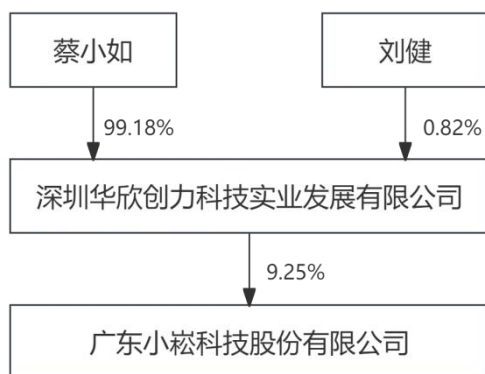 蔡小如
刘健
99.18%
0.82%
深圳华欣创力科技实业发展有限公司
9.25%
广东小崧科技股份有限公司